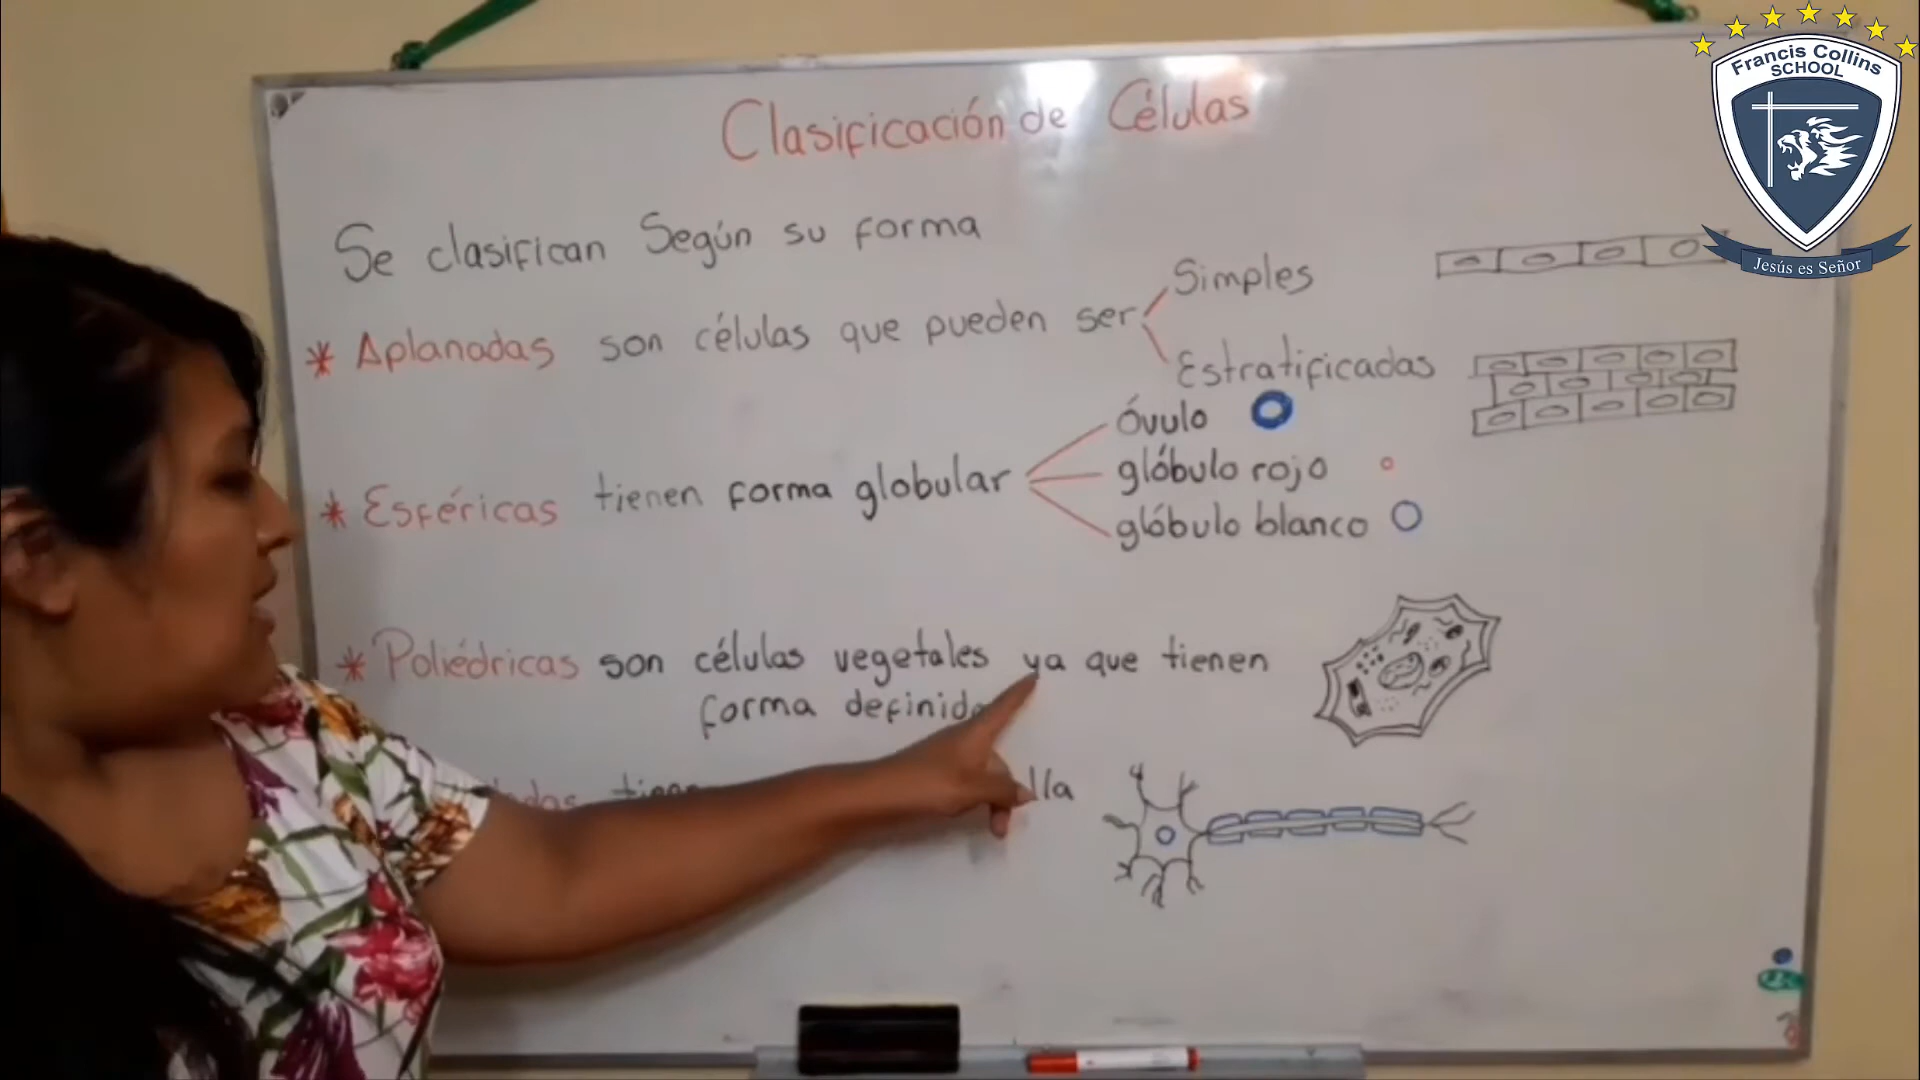 Francis Collins
SCHOOL
Jesús es Señor
Clasificación de Células
Se clasifican Según su forma
* Aplanadas son células que pueden ser
Simples
Estratificadas
* Esféricas tienen forma globular
Óvulo
glóbulo rojo
glóbulo blanco
* Poliédricas son células vegetales ya que tienen
forma definida